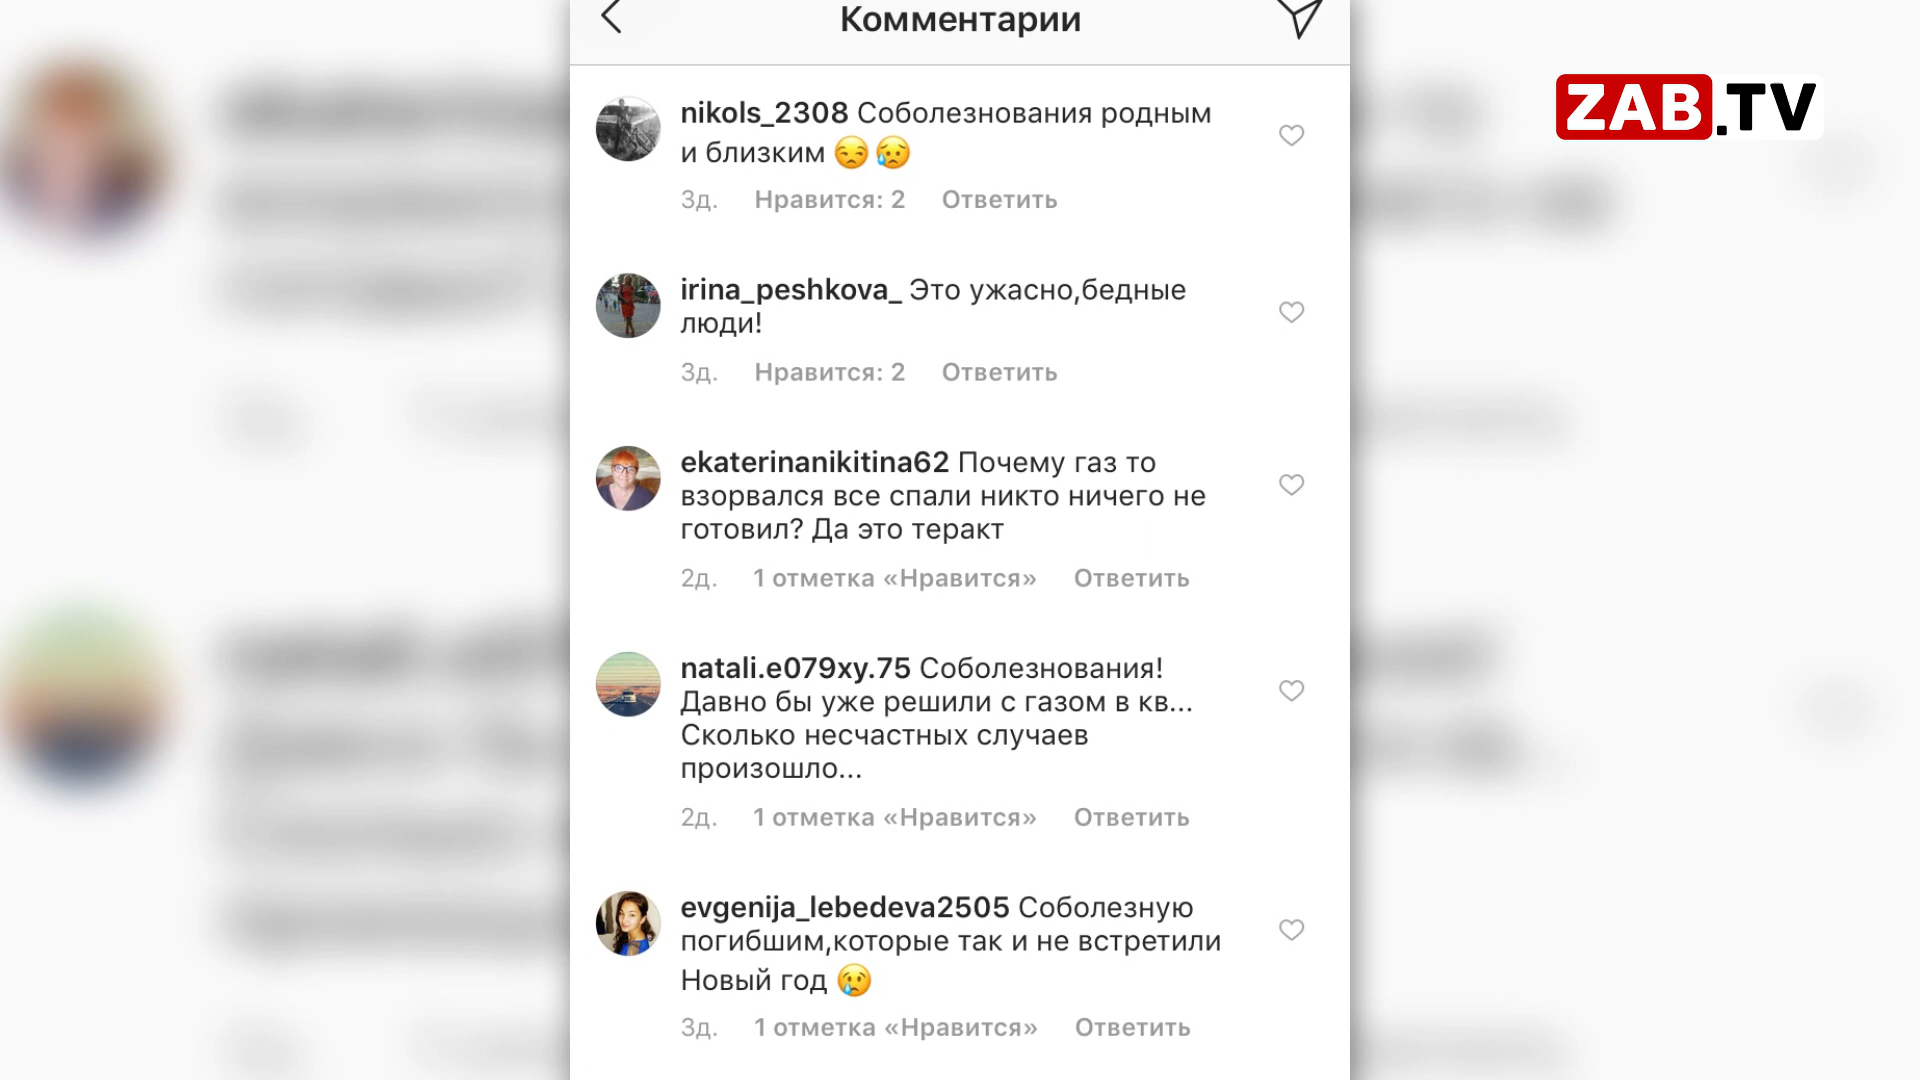 Комментарии
ZAB.TV
nikols_2308 Соболезнования родным
и близким 😒😥
3д. Нравится: 2 Ответить
irina_peshkova_ Это ужасно,бедные
люди!
3д. Нравится: 2 Ответить
ekaterinanikitina62 Почему газ то
взорвался все спали никто ничего не
готовил? Да это теракт
2д. 1 отметка «Нравится» Ответить
natali.e079xy.75 Соболезнования!
Давно бы уже решили с газом в кв...
Сколько несчастных случаев
произошло...
2д. 1 отметка «Нравится» Ответить
evgenija_lebedeva2505 Соболезную
погибшим,которые так и не встретили
Новый год 😢
3д. 1 отметка «Нравится» Ответить